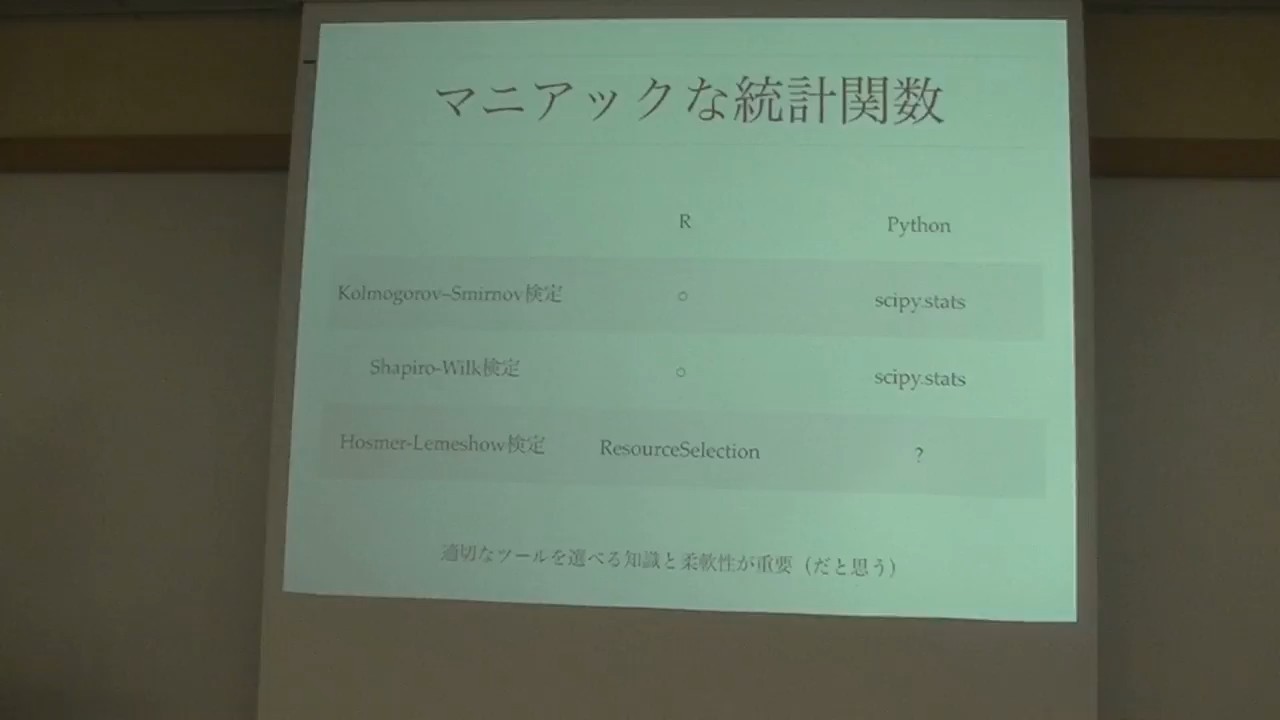 マニアックな統計関数
R Python
Kolmogorov–Smirnov検定 ○ scipy.stats
Shapiro-Wilk検定 ○ scipy.stats
Hosmer-Lemeshow検定 ResourceSelection ?
適切なツールを選べる知識と柔軟性が重要（だと思う）